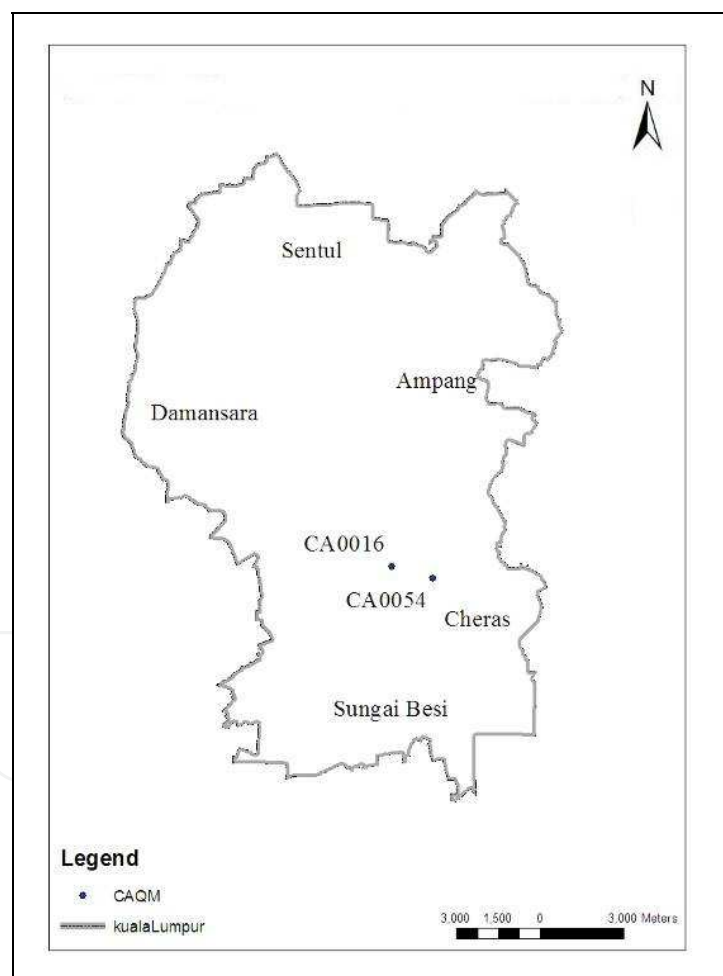 N
Sentul
Ampang
Damansara
CA0016
CA0054
Cheras
Sungai Besi
Legend
CAQM
kualaLumpur
3,000 1,500 0 3,000 Meters